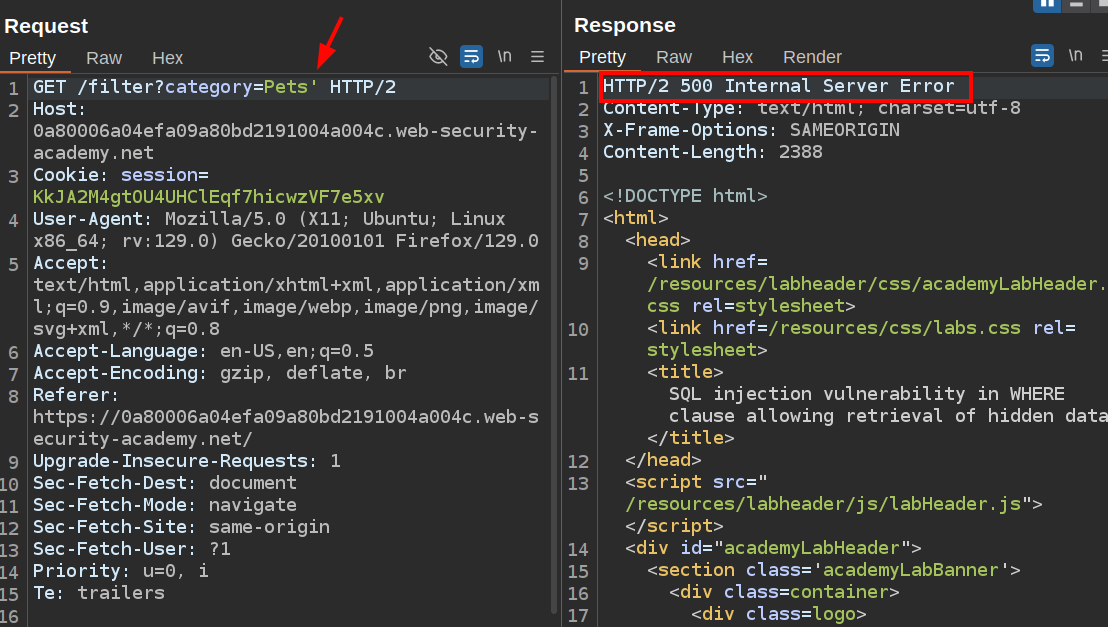 Request
Pretty Raw Hex
\n
1 GET /filter?category=Pets' HTTP/2
2 Host:
0a80006a04efa09a80bd2191004a004c.web-security-
academy.net
3 Cookie: session=
KkJA2M4gtOU4UHClEqf7hicwzVF7e5xv
4 User-Agent: Mozilla/5.0 (X11; Ubuntu; Linux
x86_64; rv:129.0) Gecko/20100101 Firefox/129.0
5 Accept:
text/html,application/xhtml+xml,application/xm
l;q=0.9,image/avif,image/webp,image/png,image/
svg+xml,*/*;q=0.8
6 Accept-Language: en-US,en;q=0.5
7 Accept-Encoding: gzip, deflate, br
8 Referer:
https://0a80006a04efa09a80bd2191004a004c.web-s
ecurity-academy.net/
9 Upgrade-Insecure-Requests: 1
10 Sec-Fetch-Dest: document
11 Sec-Fetch-Mode: navigate
12 Sec-Fetch-Site: same-origin
13 Sec-Fetch-User: ?1
14 Priority: u=0, i
15 Te: trailers
16
Response
Pretty Raw Hex Render
\n
1 HTTP/2 500 Internal Server Error
2 Content-Type: text/html; charset=utf-8
3 X-Frame-Options: SAMEORIGIN
4 Content-Length: 2388
5
6 <!DOCTYPE html>
7 <html>
8 <head>
9 <link href=
/resources/labheader/css/academyLabHeader.
css rel=stylesheet>
10 <link href=/resources/css/labs.css rel=
stylesheet>
11 <title>
SQL injection vulnerability in WHERE
clause allowing retrieval of hidden data
</title>
12 </head>
13 <script src="
/resources/labheader/js/labHeader.js">
</script>
14 <div id="academyLabHeader">
15 <section class='academyLabBanner'>
16 <div class=container>
17 <div class=logo>